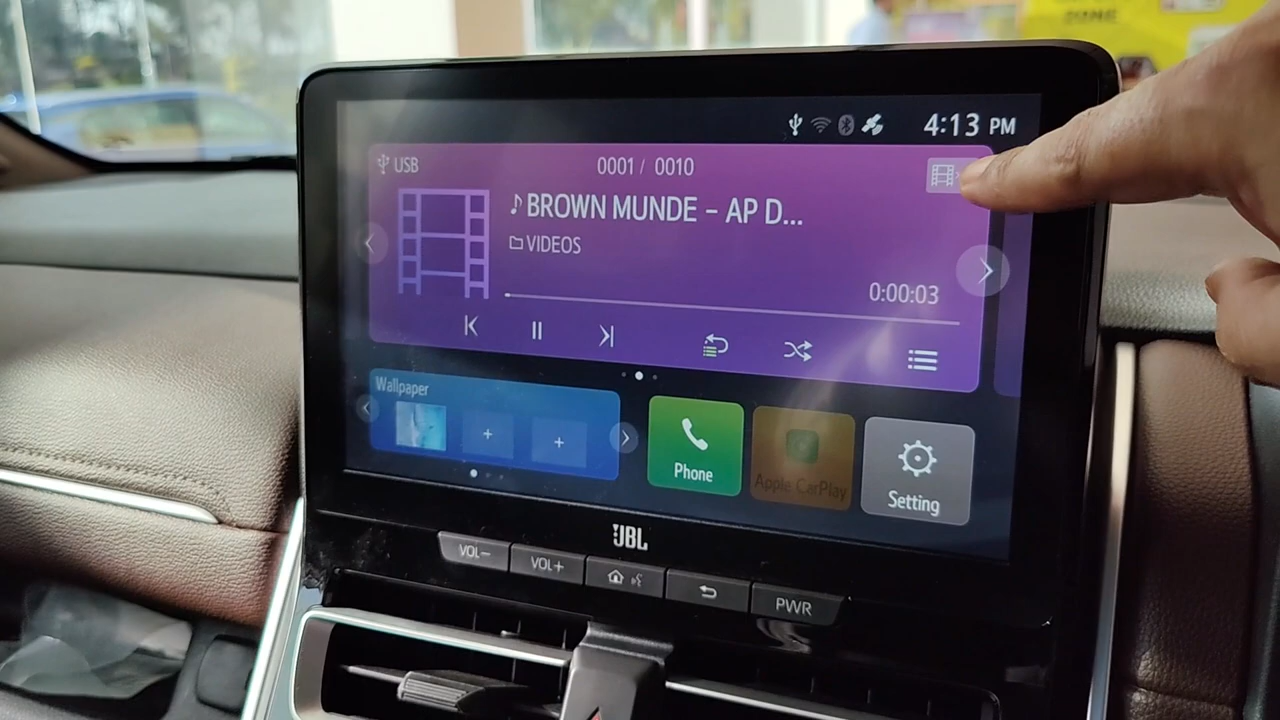 ZONE
4:13 PM
USB
0001 / 0010
BROWN MUNDE - AP D...
VIDEOS
0:00:03
Wallpaper
Phone
Apple CarPlay
Setting
JBL
VOL-
VOL+
PWR